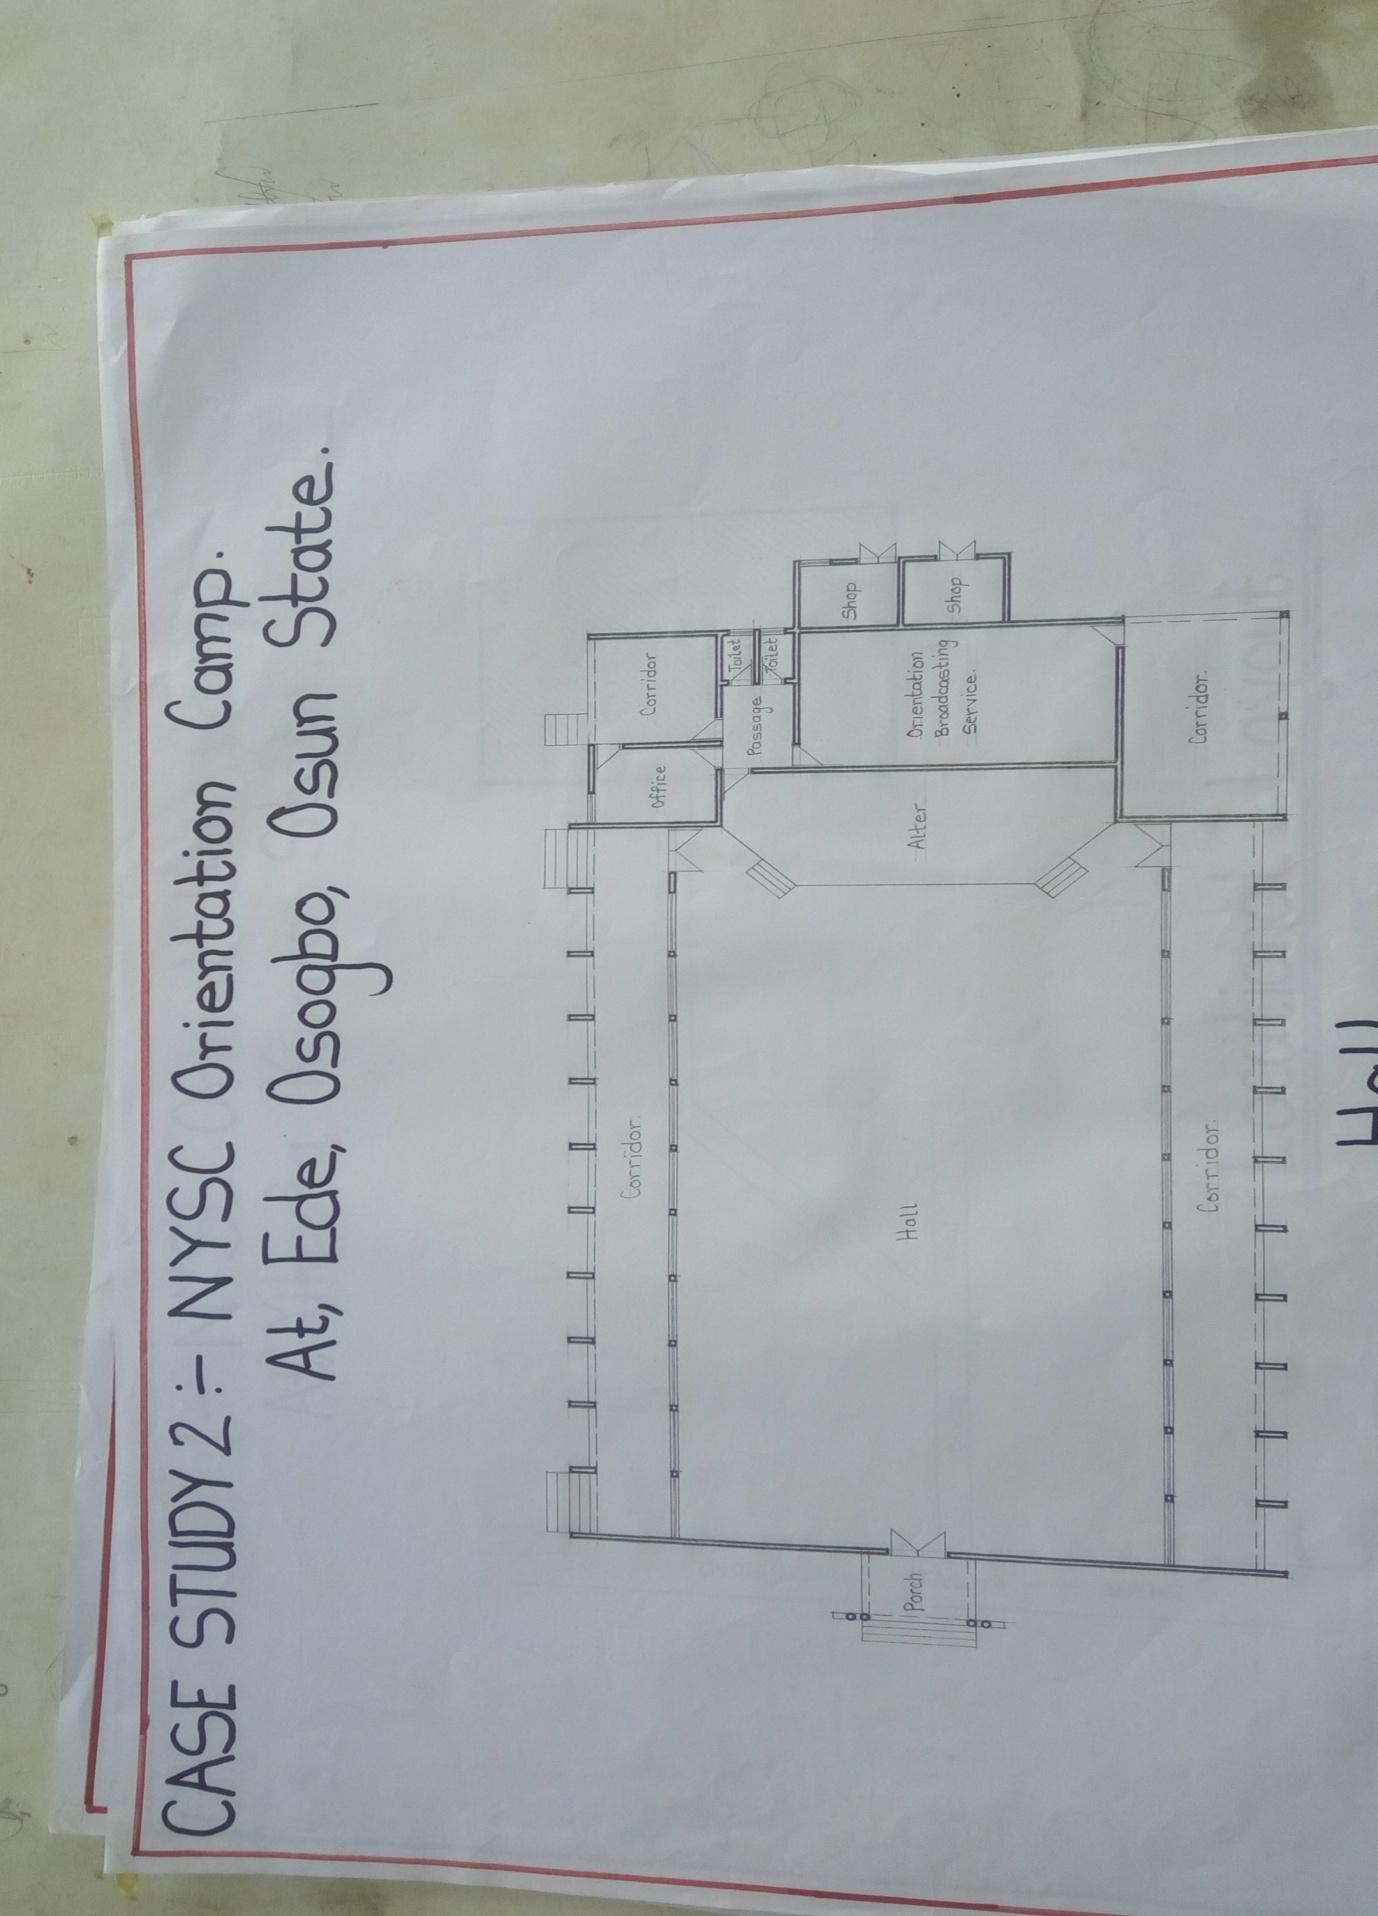 CASE STUDY 2 :- NYSC Orientation Camp.
At, Ede, Osogbo, Osun State.
Corridor
Office
Corridor.
Toilet
Toilet
Passage
Shop
Shop
Orientation
Broadcasting
Service.
Alter
Hall
Porch
Corridor.
Corridor.
Hall